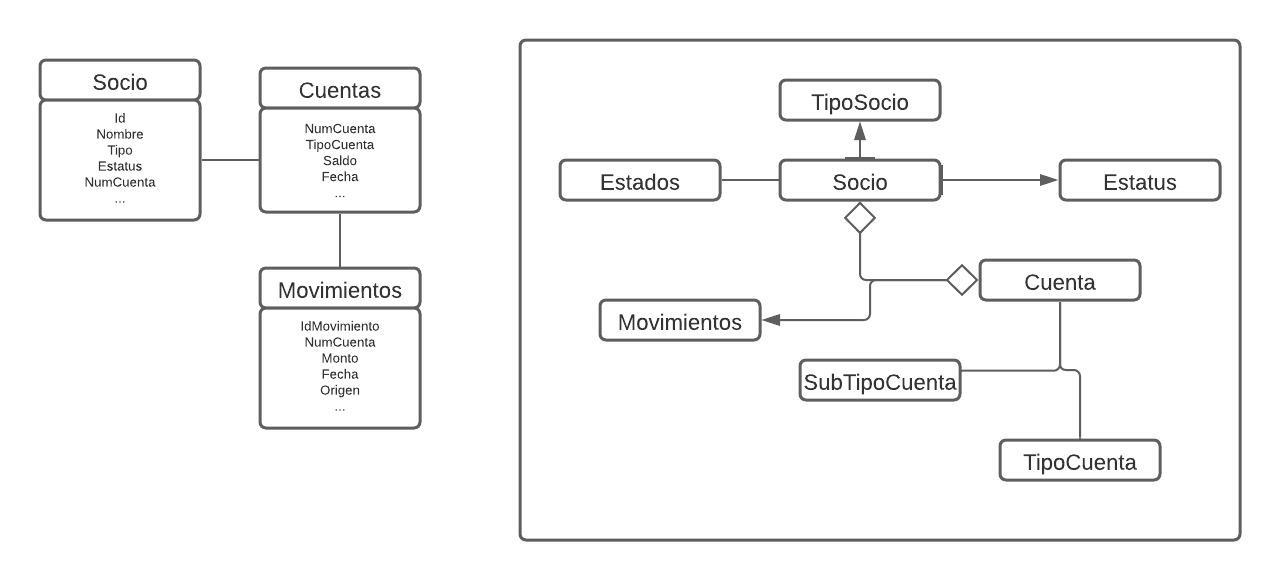 Socio
Id
Nombre
Tipo
Estatus
NumCuenta
...
Cuentas
NumCuenta
TipoCuenta
Saldo
Fecha
...
Movimientos
IdMovimiento
NumCuenta
Monto
Fecha
Origen
...
TipoSocio
Estados
Socio
Estatus
Cuenta
Movimientos
SubTipoCuenta
TipoCuenta